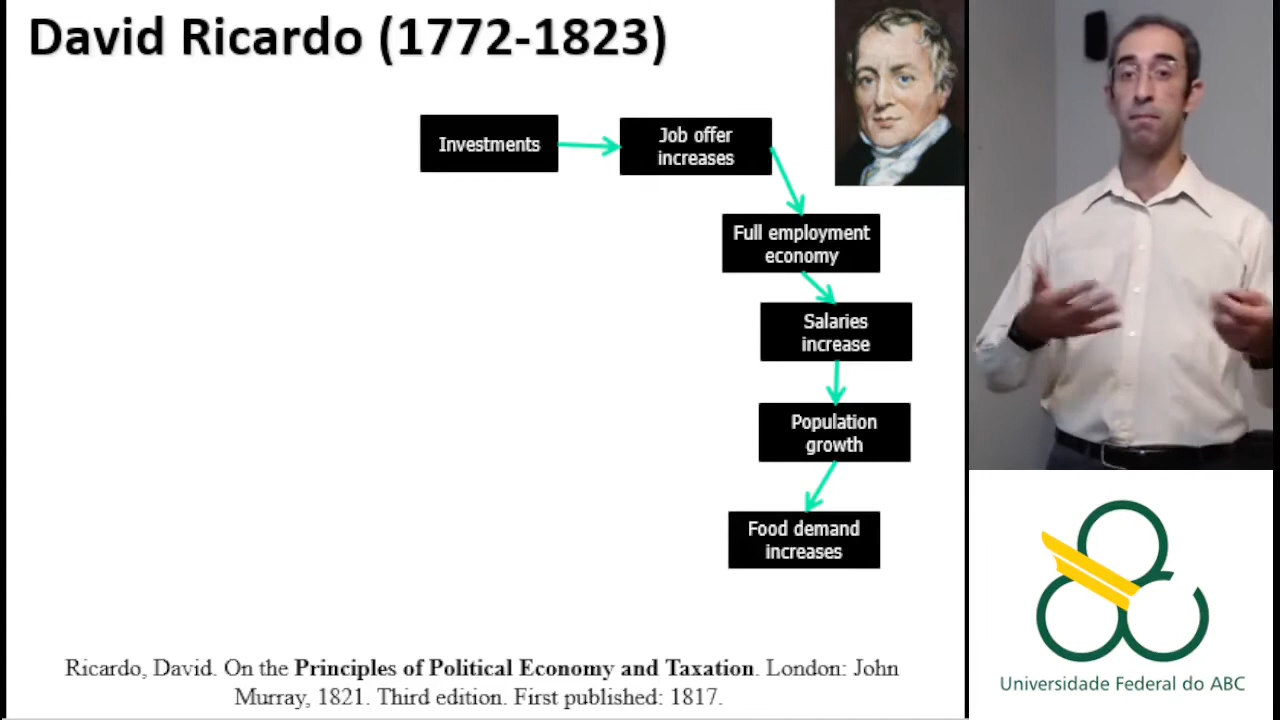 David Ricardo (1772-1823)
Investments
Job offer
increases
Full employment
economy
Salaries
increase
Population
growth
Food demand
increases
Ricardo, David. On the Principles of Political Economy and Taxation. London: John
Murray, 1821. Third edition. First published: 1817.
Universidade Federal do ABC